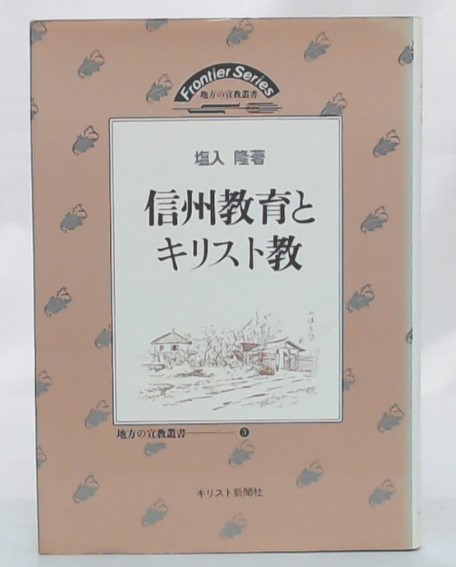 Frontier Series
地方の宣教叢書
塩入 隆著
信州教育と
キリスト教
地方の宣教叢書
3
キリスト新聞社